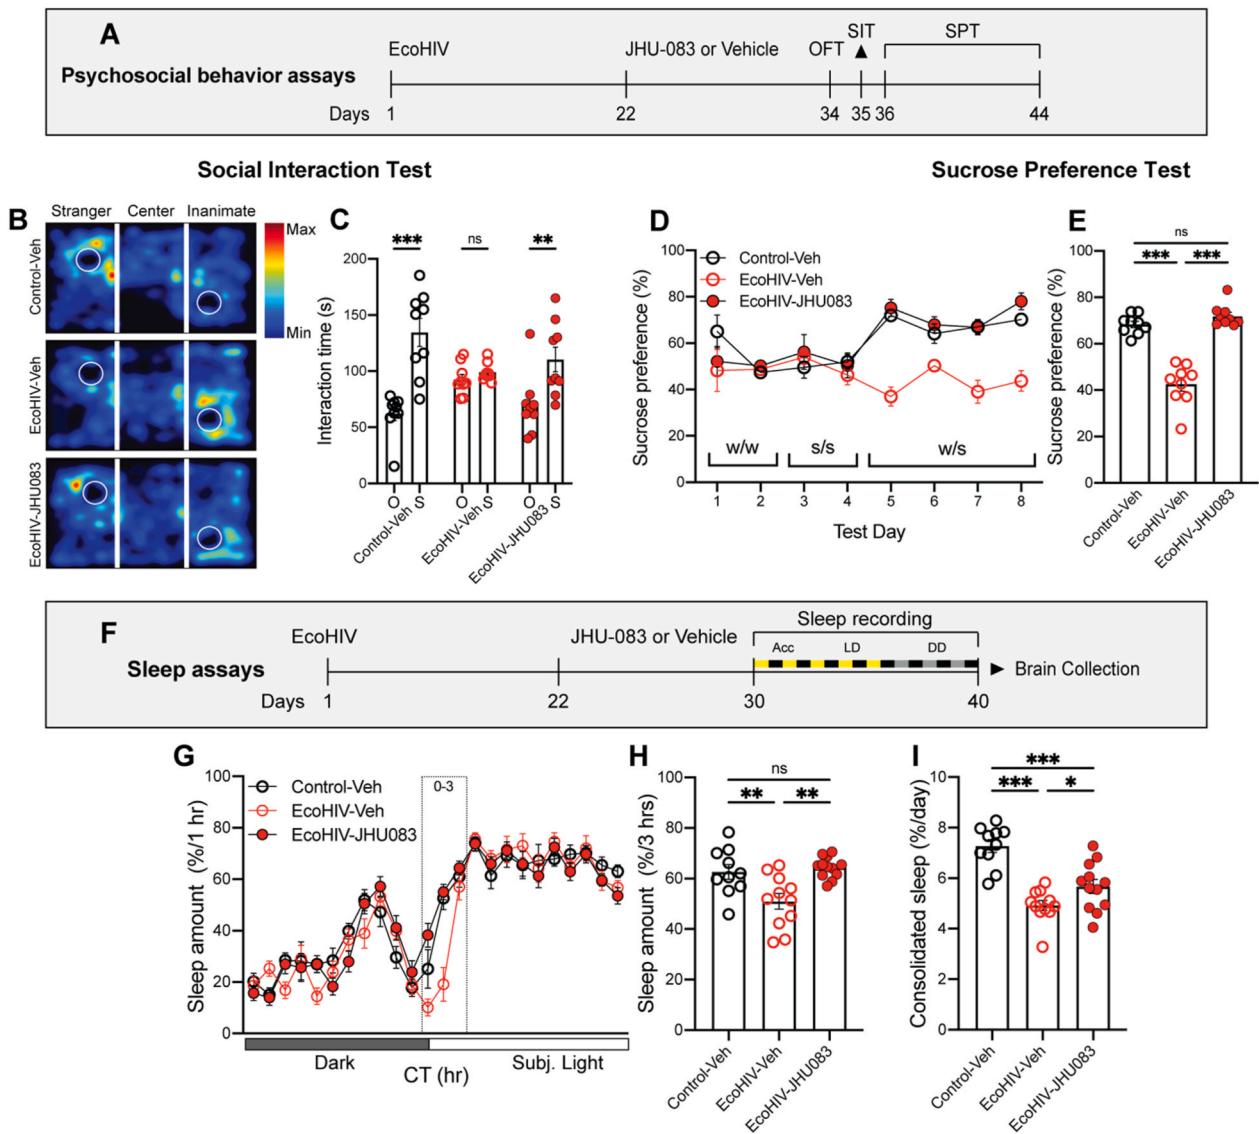 A
Psychosocial behavior assays
EcoHIV
JHU-083 or Vehicle
OFT
SIT
SPT
Days
1
22
34
35
36
44
Social Interaction Test
Sucrose Preference Test
B
Stranger
Center
Inanimate
Control-Veh
EcoHIV-Veh
EcoHIV-JHU083
Max
Min
C
Interaction time (s)
200
150
100
50
0
***
ns
**
O
S
O
S
O
S
Control-Veh
EcoHIV-Veh
EcoHIV-JHU083
D
Sucrose preference (%)
100
80
60
40
20
0
Control-Veh
EcoHIV-Veh
EcoHIV-JHU083
w/w
s/s
w/s
1 2 3 4 5 6 7 8
Test Day
E
Sucrose preference (%)
100
80
60
40
20
0
ns
***
***
Control-Veh
EcoHIV-Veh
EcoHIV-JHU083
F
Sleep assays
EcoHIV
JHU-083 or Vehicle
Sleep recording
Acc
LD
DD
Brain Collection
Days
1
22
30
40
G
Sleep amount (%/1 hr)
100
80
60
40
20
0
Control-Veh
EcoHIV-Veh
EcoHIV-JHU083
0-3
Dark
CT (hr)
Subj. Light
H
Sleep amount (%/3 hrs)
100
80
60
40
20
0
ns
**
**
Control-Veh
EcoHIV-Veh
EcoHIV-JHU083
I
Consolidated sleep (%/day)
10
8
6
4
2
0
***
***
*
Control-Veh
EcoHIV-Veh
EcoHIV-JHU083